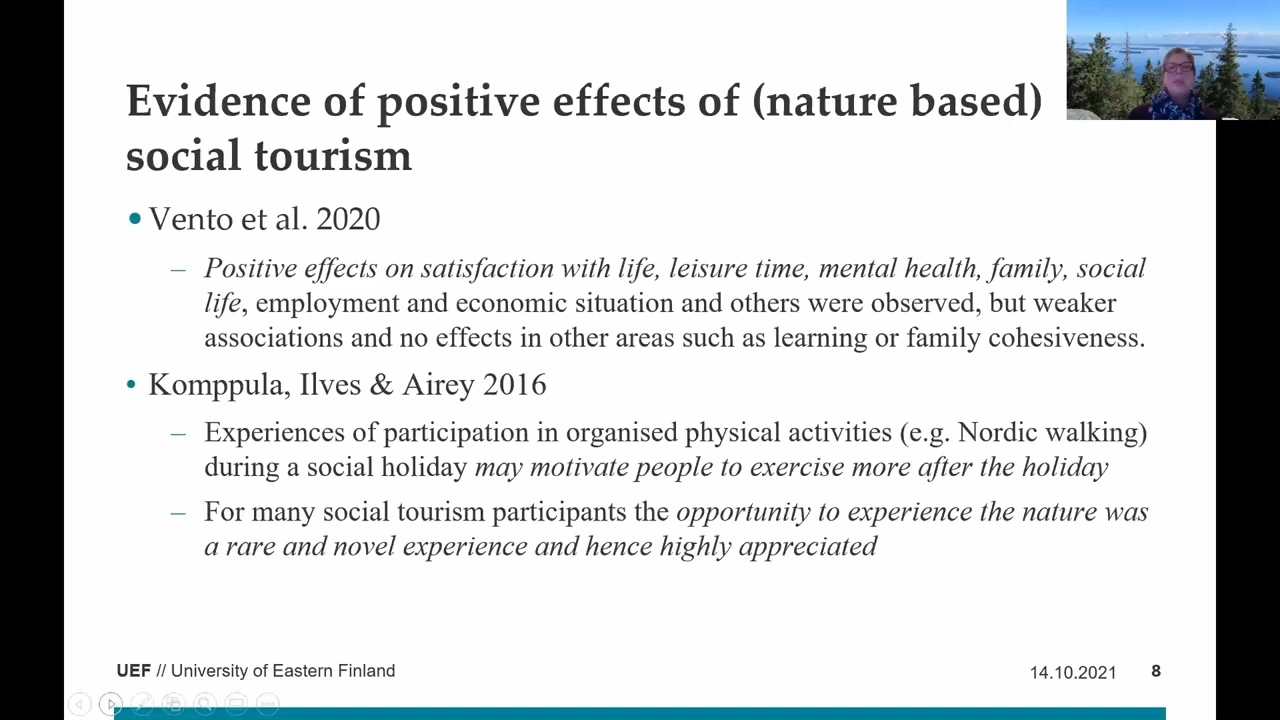 Evidence of positive effects of (nature based)
social tourism
• Vento et al. 2020
– Positive effects on satisfaction with life, leisure time, mental health, family, social
life, employment and economic situation and others were observed, but weaker
associations and no effects in other areas such as learning or family cohesiveness.
• Komppula, Ilves & Airey 2016
– Experiences of participation in organised physical activities (e.g. Nordic walking)
during a social holiday may motivate people to exercise more after the holiday
– For many social tourism participants the opportunity to experience the nature was
a rare and novel experience and hence highly appreciated
UEF // University of Eastern Finland
14.10.2021 8